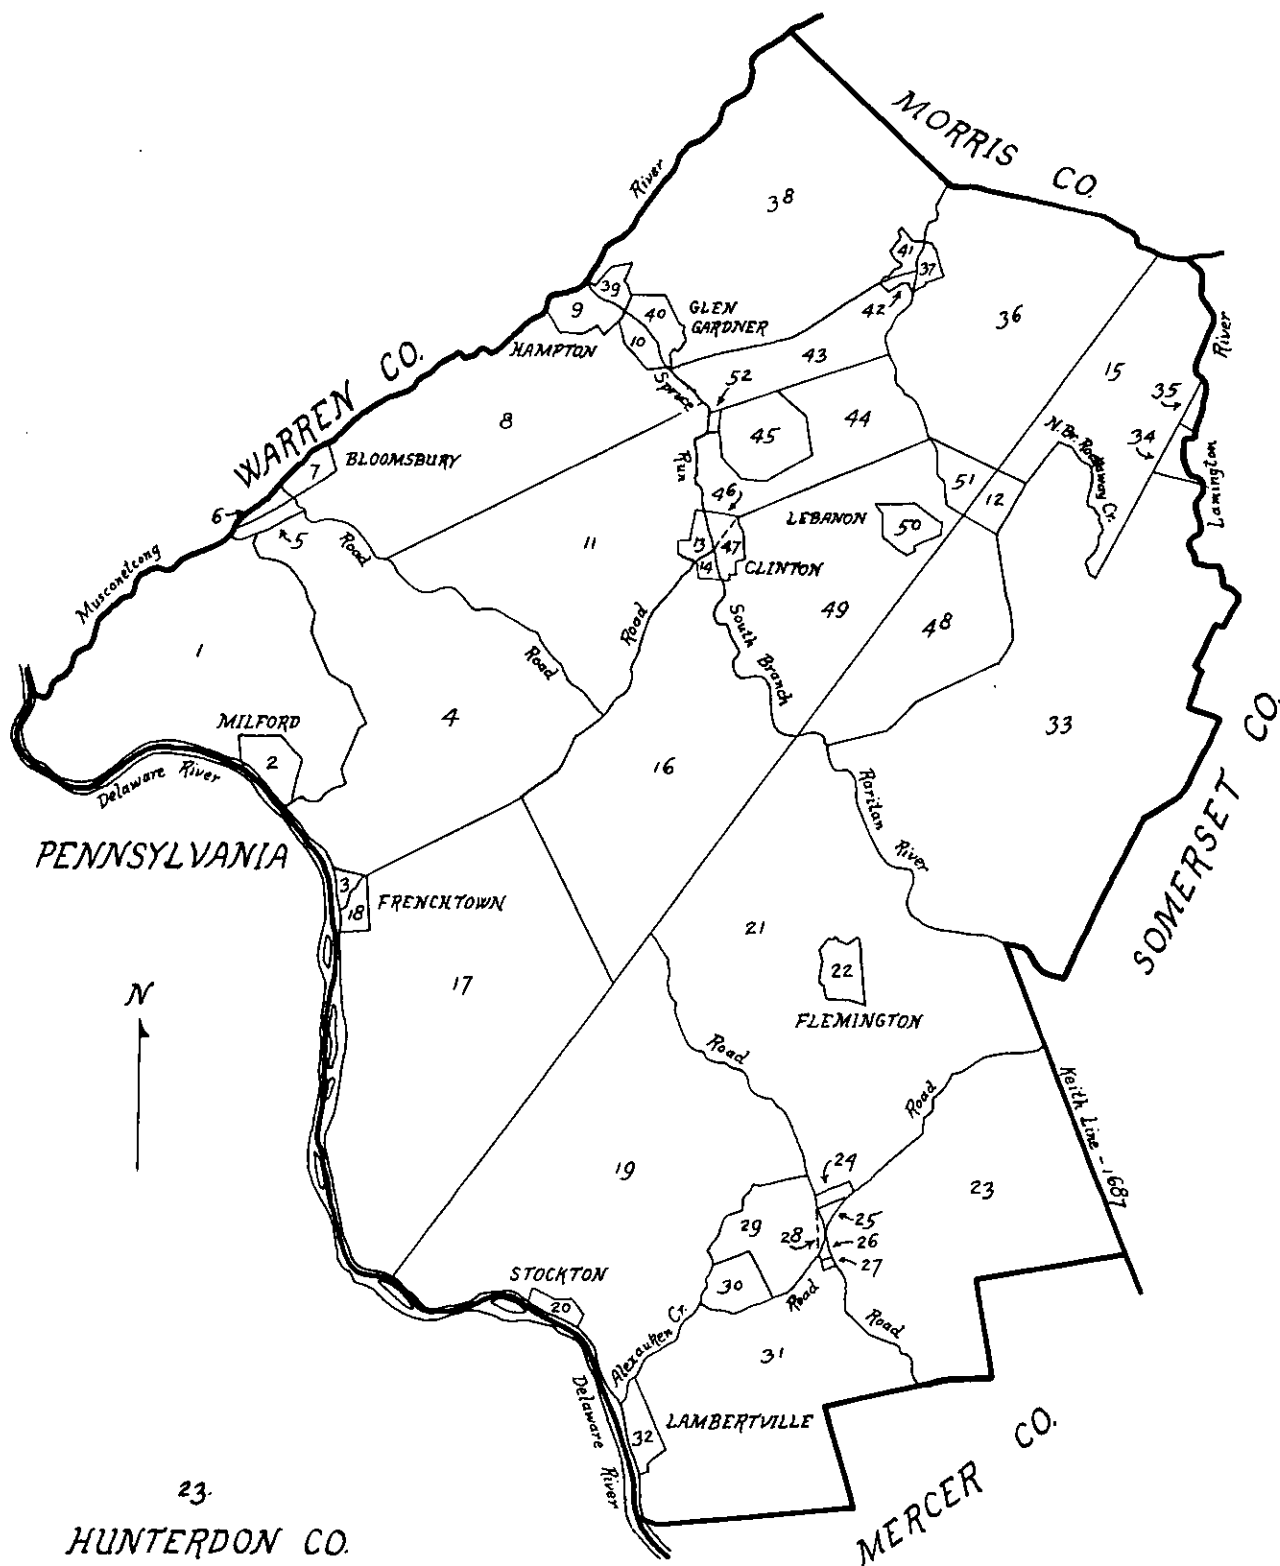 MORRIS CO.
River
38
41
37
39
9
40
GLEN
GARDNER
42
36
HAMPTON
10
43
River
WARREN CO.
Spruce
52
15
35
8
45
44
34
N. Br. Rockaway Cr.
7
BLOOMSBURY
Run
46
51
12
Lamington
6
5
Road
11
LEBANON
50
13
47
14
CLINTON
Musconetcong
49
48
Road
South Branch
1
Road
4
MILFORD
33
2
16
Delaware River
Raritan
River
SOMERSET CO.
PENNSYLVANIA
3
18
FRENCHTOWN
21
22
17
N
FLEMINGTON
Road
Road
Keith Line - 1687
19
24
23
29
25
28
26
27
STOCKTON
30
20
Road
Road
Alexauken Cr.
31
Delaware
River
LAMBERTVILLE
32
MERCER CO.
23.
HUNTERDON CO.